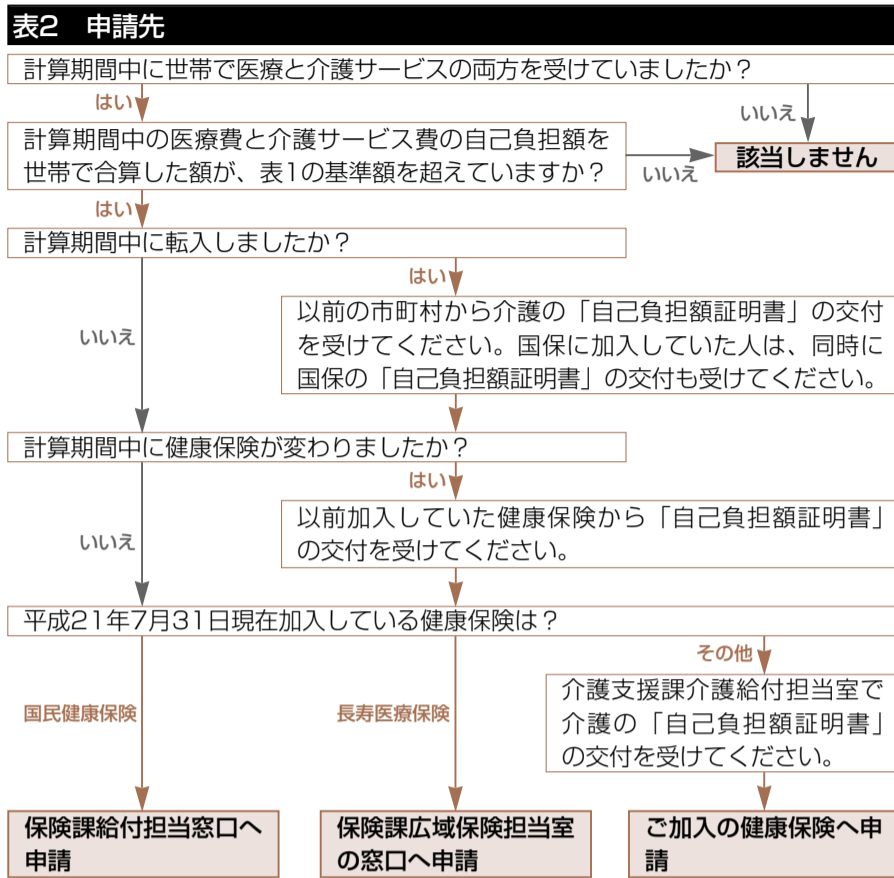 表2　申請先
計算期間中に世帯で医療と介護サービスの両方を受けていましたか？
はい
いいえ
計算期間中の医療費と介護サービス費の自己負担額を
世帯で合算した額が、表1の基準額を超えていますか？
いいえ
該当しません
はい
計算期間中に転入しましたか？
はい
いいえ
以前の市町村から介護の「自己負担額証明書」の交付
を受けてください。国保に加入していた人は、同時に
国保の「自己負担額証明書」の交付も受けてください。
計算期間中に健康保険が変わりましたか？
はい
いいえ
以前加入していた健康保険から「自己負担額証明書」
の交付を受けてください。
平成21年7月31日現在加入している健康保険は？
その他
国民健康保険
長寿医療保険
介護支援課介護給付担当室で
介護の「自己負担額証明書」
の交付を受けてください。
保険課給付担当窓口へ
申請
保険課広域保険担当室
の窓口へ申請
ご加入の健康保険へ申
請